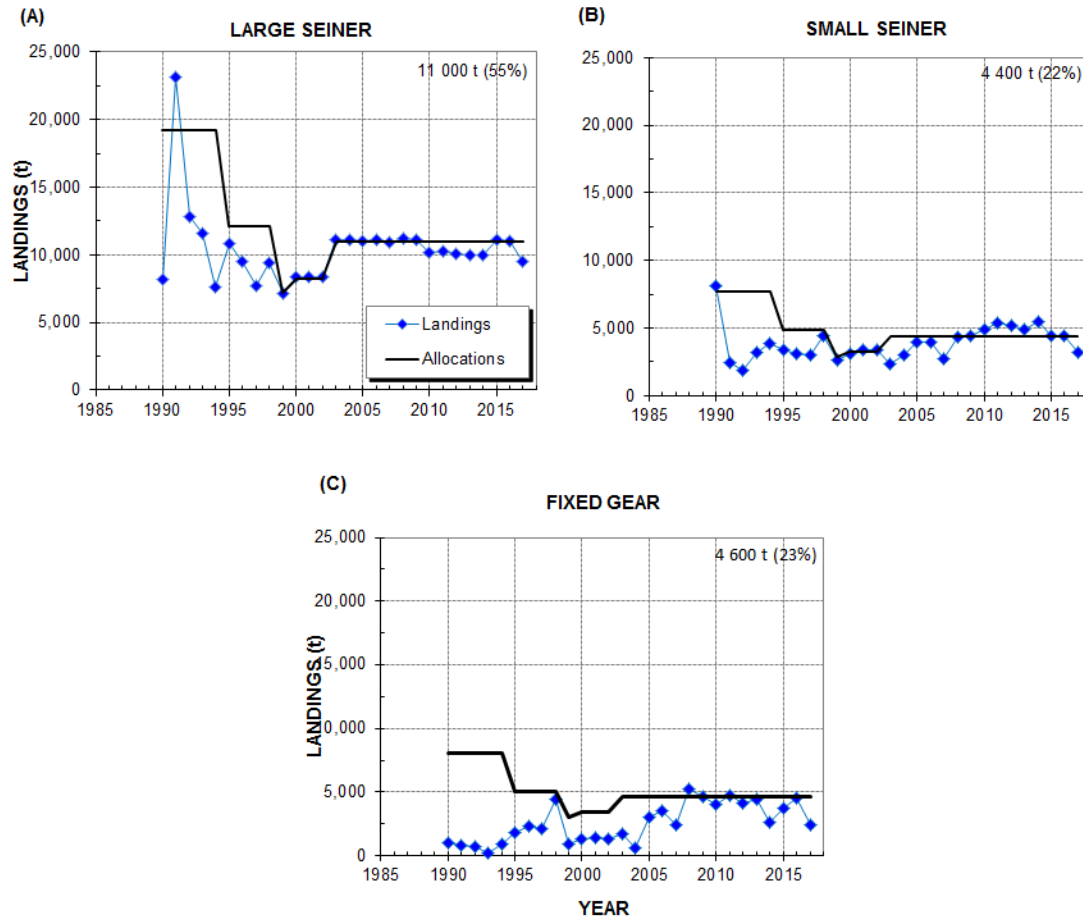 (A)
LARGE SEINER
25,000
20,000
15,000
10,000
5,000
0
LANDINGS (t)
11 000 t (55%)
Landings
Allocations
1985 1990 1995 2000 2005 2010 2015
(B)
SMALL SEINER
25,000
20,000
15,000
10,000
5,000
0
4 400 t (22%)
1985 1990 1995 2000 2005 2010 2015
(C)
FIXED GEAR
25,000
20,000
15,000
10,000
5,000
0
LANDINGS (t)
4 600 t (23%)
1985 1990 1995 2000 2005 2010 2015
YEAR